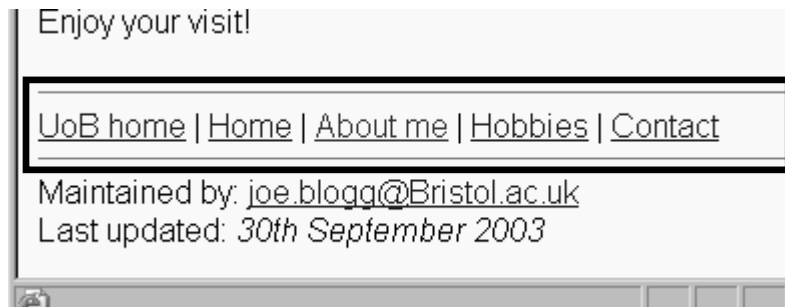 Enjoy your visit!
UoB home | Home | About me | Hobbies | Contact
Maintained by: joe.blogg@Bristol.ac.uk
Last updated: 30th September 2003